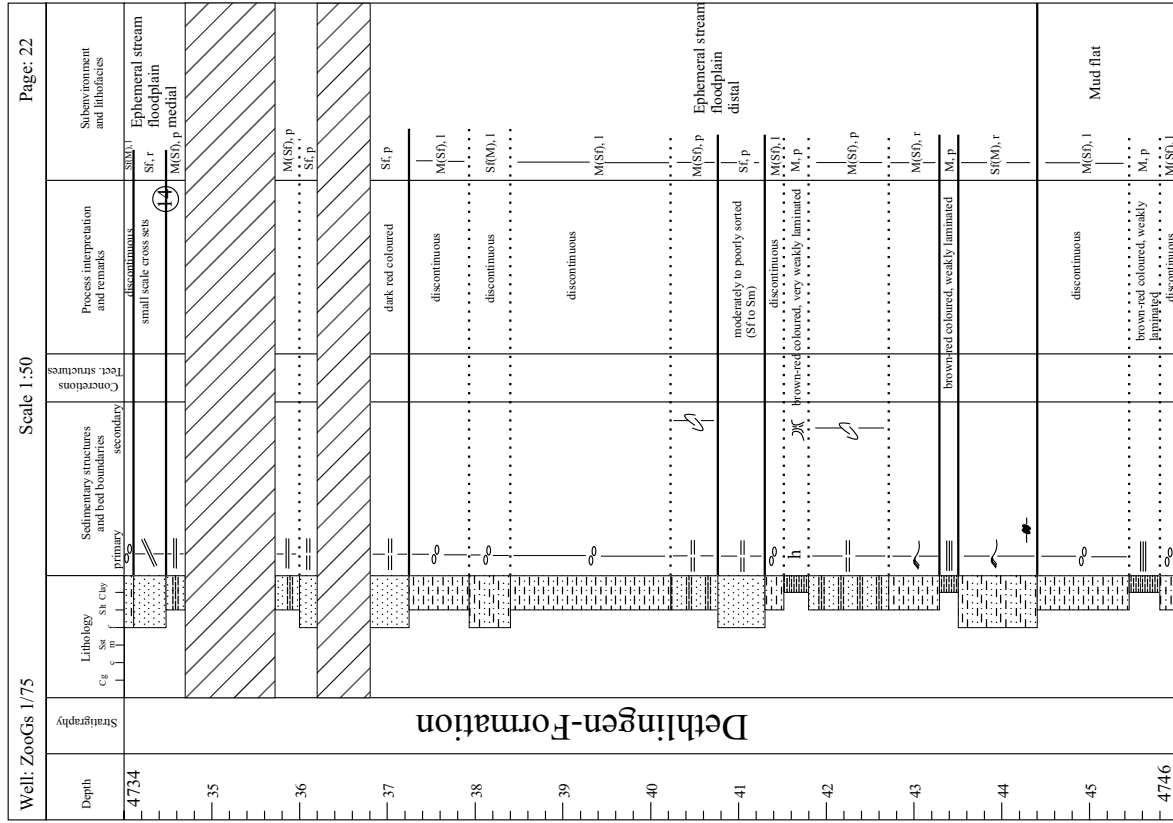 Well: ZooGs 1/75
Scale 1:50
Page: 22
Depth
Stratigraphy
Lithology
Cg
c
Sst
m
f
Slt
Clay
Sedimentary structures
and bed boundaries
primary
secondary
Concretions
Tect. structures
Process interpretation
and remarks
Subenvironment
and lithofacies
4734
35
36
37
38
39
40
41
42
43
44
45
4746
Dethlingen-Formation
h
discontinuous
small scale cross sets
14
dark red coloured
discontinuous
discontinuous
discontinuous
moderately to poorly sorted
(Sf to Sm)
discontinuous
brown-red coloured, very weakly laminated
brown-red coloured, weakly laminated
discontinuous
brown-red coloured, weakly
laminated
discontinuous
Sf(M), l
Sf, r
M(Sf), p
M(Sf), p
Sf, p
Sf, p
M(Sf), l
Sf(M), l
M(Sf), l
M(Sf), p
Sf, p
M(Sf), l
M, p
M(Sf), p
M(Sf), r
M, p
Sf(M), r
M(Sf), l
M, p
M(Sf), l
Ephemeral stream
floodplain
medial
Ephemeral stream
floodplain
distal
Mud flat